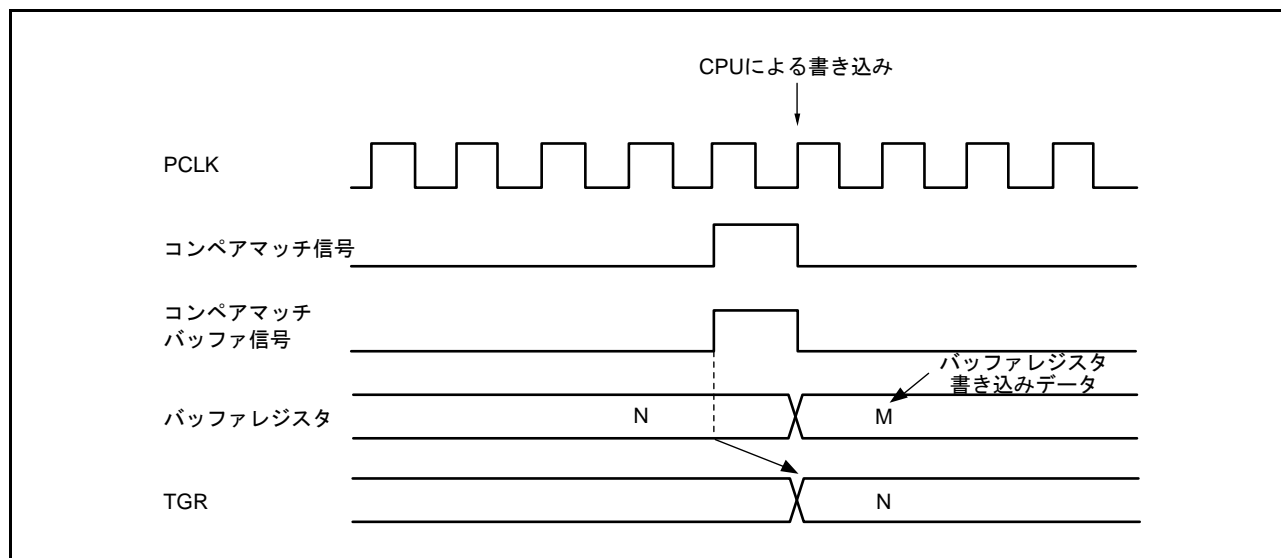 CPUによる書き込み
PCLK
コンペアマッチ信号
コンペアマッチ
バッファ信号
バッファレジスタ
書き込みデータ
バッファレジスタ
N
M
TGR
N